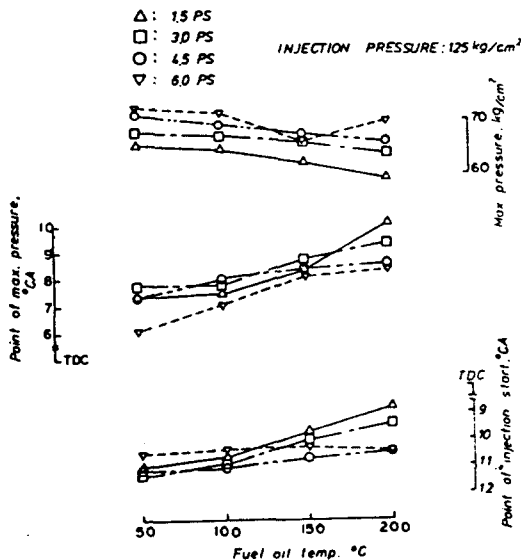 △ : 1,5 PS
□ : 3,0 PS
○ : 4,5 PS
▽ : 6,0 PS
INJECTION PRESSURE : 125 kg/cm²
70
60
Max pressure. kg/cm²
Point of max. pressure,
°CA
10
9
8
7
6
TDC
TDC
9
10
11
12
Point of injection start, °CA
50
100
150
200
Fuel oil temp. °C